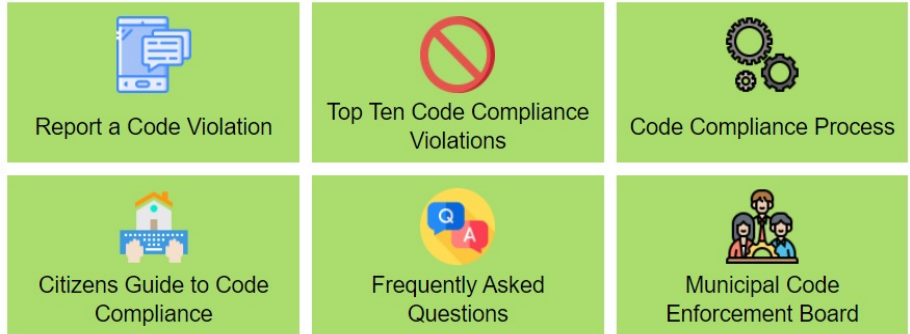 Report a Code Violation
Top Ten Code Compliance
Violations
Code Compliance Process
Citizens Guide to Code
Compliance
Q
A
Frequently Asked
Questions
Municipal Code
Enforcement Board